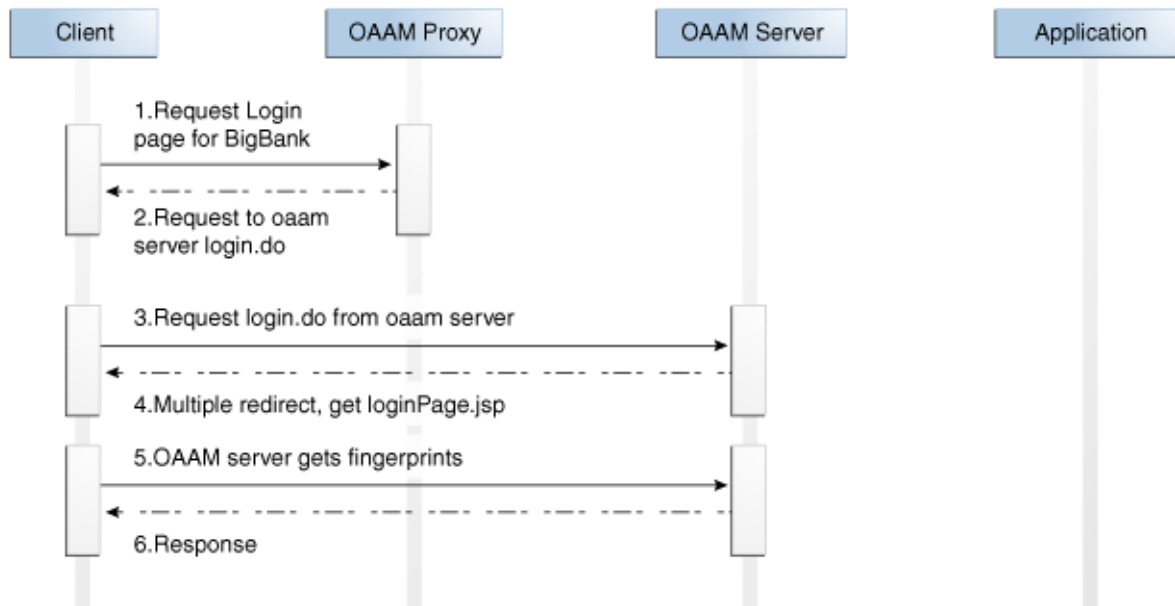 Client
OAAM Proxy
OAAM Server
Application
1.Request Login
page for BigBank
2.Request to oaam
server login.do
3.Request login.do from oaam server
4.Multiple redirect, get loginPage.jsp
5.OAAM server gets fingerprints
6.Response